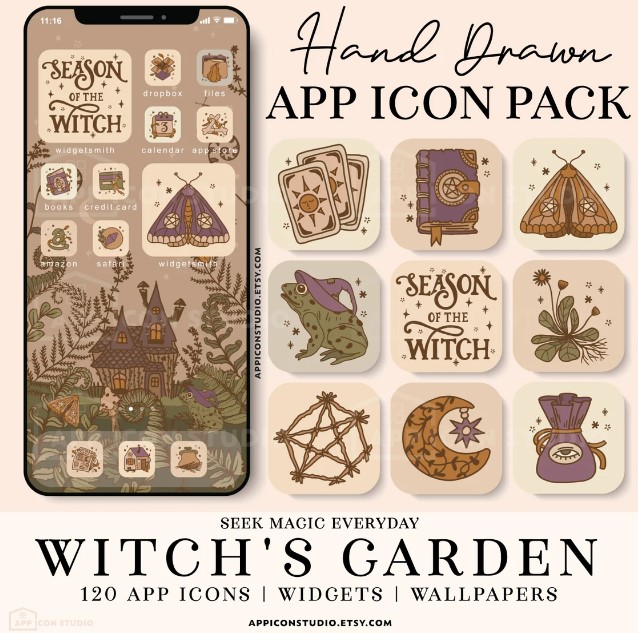 11:16
SEASON
OF THE
WITCH
widgetsmith
dropbox
files
calendar
app store
books
credit card
widgetsmith
amazon
safari
APPICONSTUDIO.ETSY.COM
Hand Drawn
APP ICON PACK
SEASON
OF THE
WITCH
SEEK MAGIC EVERYDAY
WITCH'S GARDEN
120 APP ICONS | WIDGETS | WALLPAPERS
APPICONSTUDIO.ETSY.COM
APP ICON STUDIO